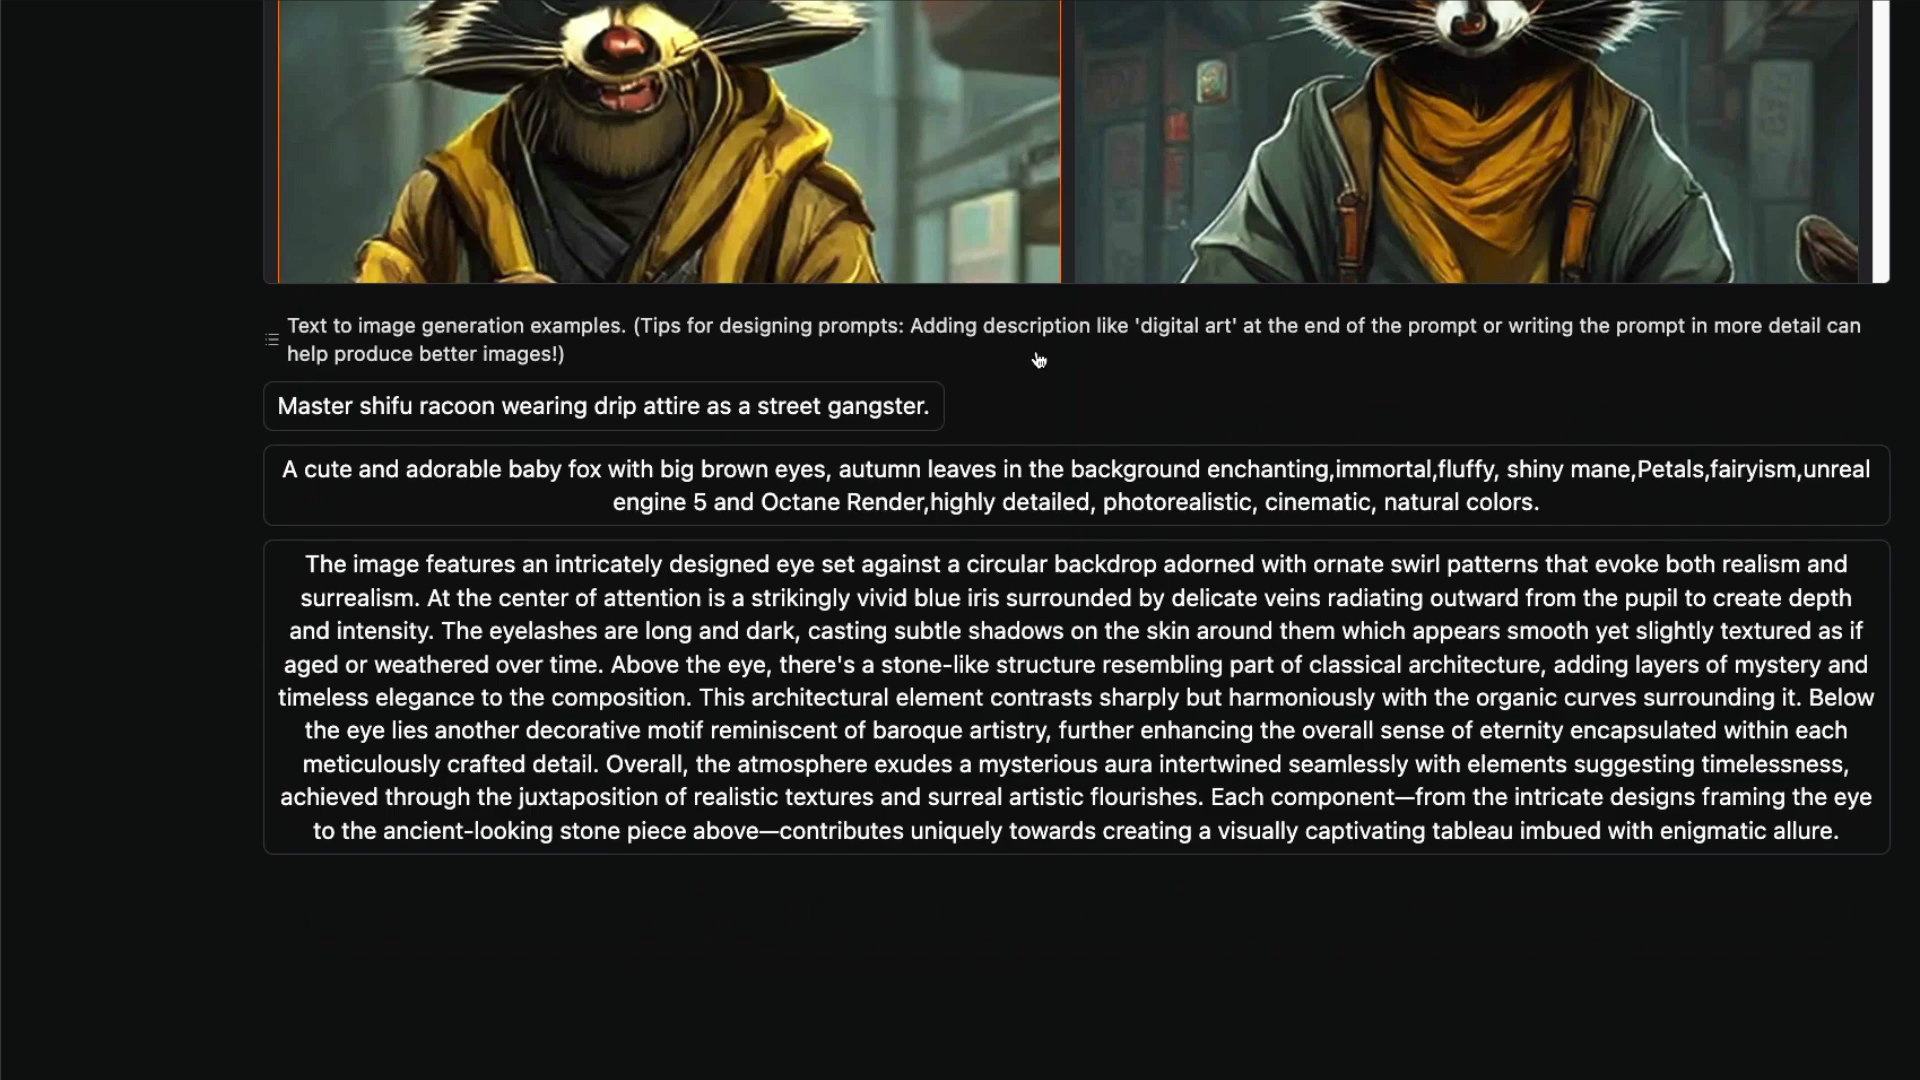 Text to image generation examples. (Tips for designing prompts: Adding description like 'digital art' at the end of the prompt or writing the prompt in more detail can
help produce better images!)
Master shifu racoon wearing drip attire as a street gangster.
A cute and adorable baby fox with big brown eyes, autumn leaves in the background enchanting,immortal,fluffy, shiny mane,Petals,fairyism,unreal
engine 5 and Octane Render,highly detailed, photorealistic, cinematic, natural colors.
The image features an intricately designed eye set against a circular backdrop adorned with ornate swirl patterns that evoke both realism and
surrealism. At the center of attention is a strikingly vivid blue iris surrounded by delicate veins radiating outward from the pupil to create depth
and intensity. The eyelashes are long and dark, casting subtle shadows on the skin around them which appears smooth yet slightly textured as if
aged or weathered over time. Above the eye, there's a stone-like structure resembling part of classical architecture, adding layers of mystery and
timeless elegance to the composition. This architectural element contrasts sharply but harmoniously with the organic curves surrounding it. Below
the eye lies another decorative motif reminiscent of baroque artistry, further enhancing the overall sense of eternity encapsulated within each
meticulously crafted detail. Overall, the atmosphere exudes a mysterious aura intertwined seamlessly with elements suggesting timelessness,
achieved through the juxtaposition of realistic textures and surreal artistic flourishes. Each component—from the intricate designs framing the eye
to the ancient-looking stone piece above—contributes uniquely towards creating a visually captivating tableau imbued with enigmatic allure.